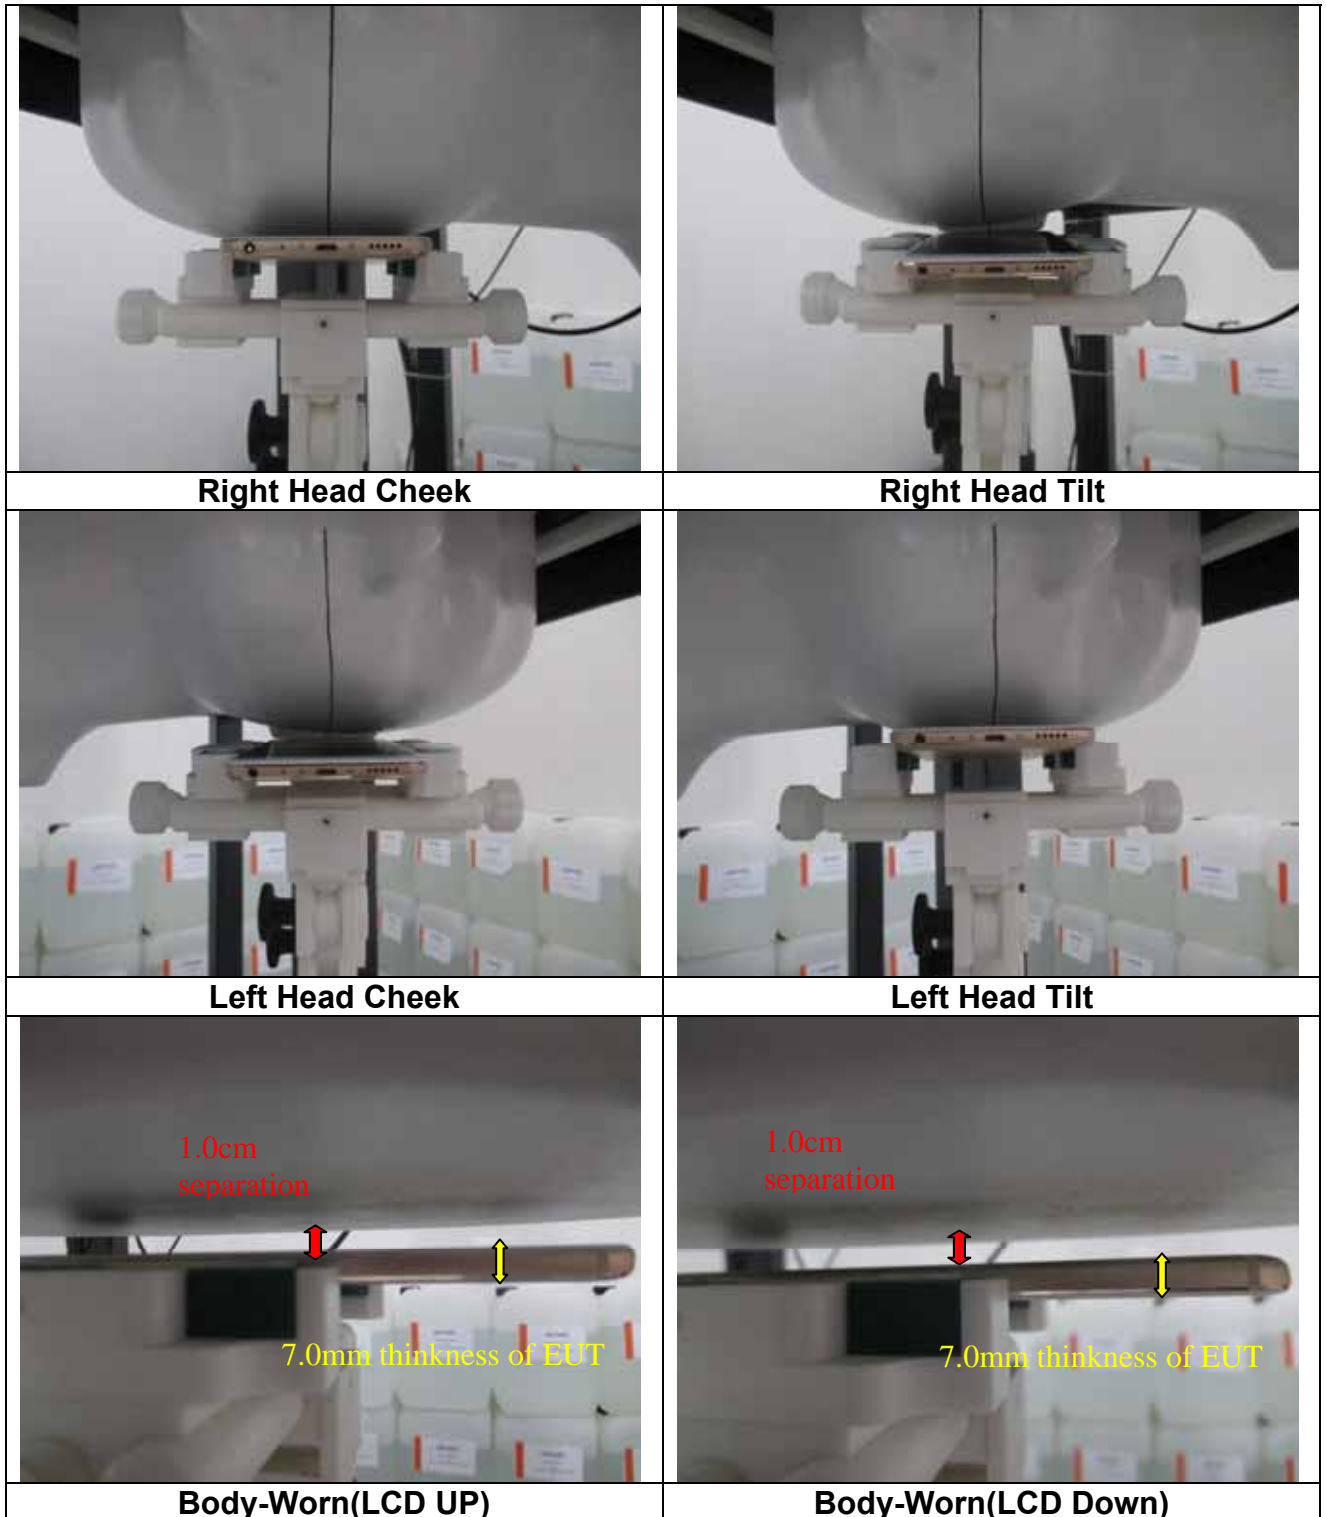 Right Head Cheek
Right Head Tilt
Left Head Cheek
Left Head Tilt
1.0cm
separation
7.0mm thinkness of EUT
1.0cm
separation
7.0mm thinkness of EUT
Body-Worn(LCD UP)
Body-Worn(LCD Down)